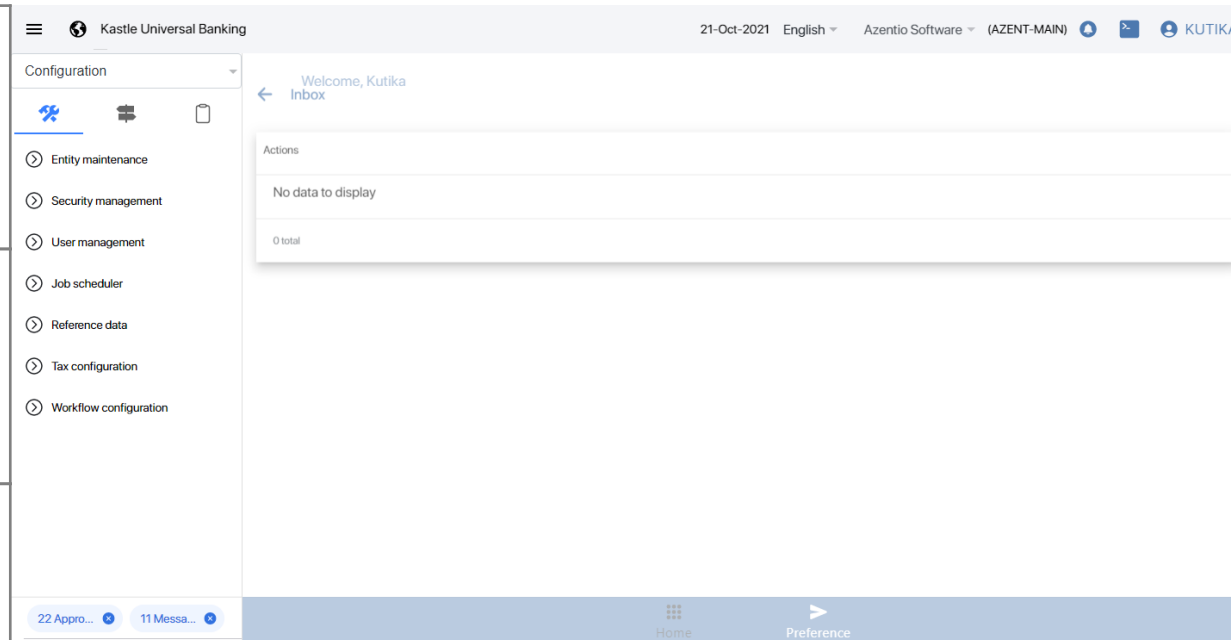 Kastle Universal Banking
21-Oct-2021 English Azentio Software (AZENT-MAIN) KUTIKA
Configuration
Welcome, Kutika
Inbox
Entity maintenance
Security management
User management
Job scheduler
Reference data
Tax configuration
Workflow configuration
Actions
No data to display
0 total
22 Appro... 11 Messa...
Home Preference